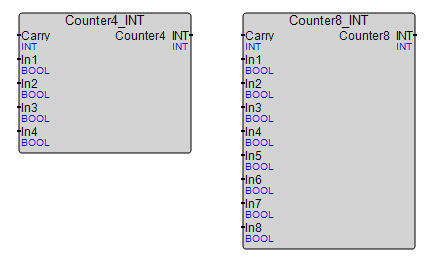 Counter4_INT
Carry Counter4 INT
INT INT
In1
BOOL
In2
BOOL
In3
BOOL
In4
BOOL
Counter8_INT
Carry Counter8 INT
INT INT
In1
BOOL
In2
BOOL
In3
BOOL
In4
BOOL
In5
BOOL
In6
BOOL
In7
BOOL
In8
BOOL